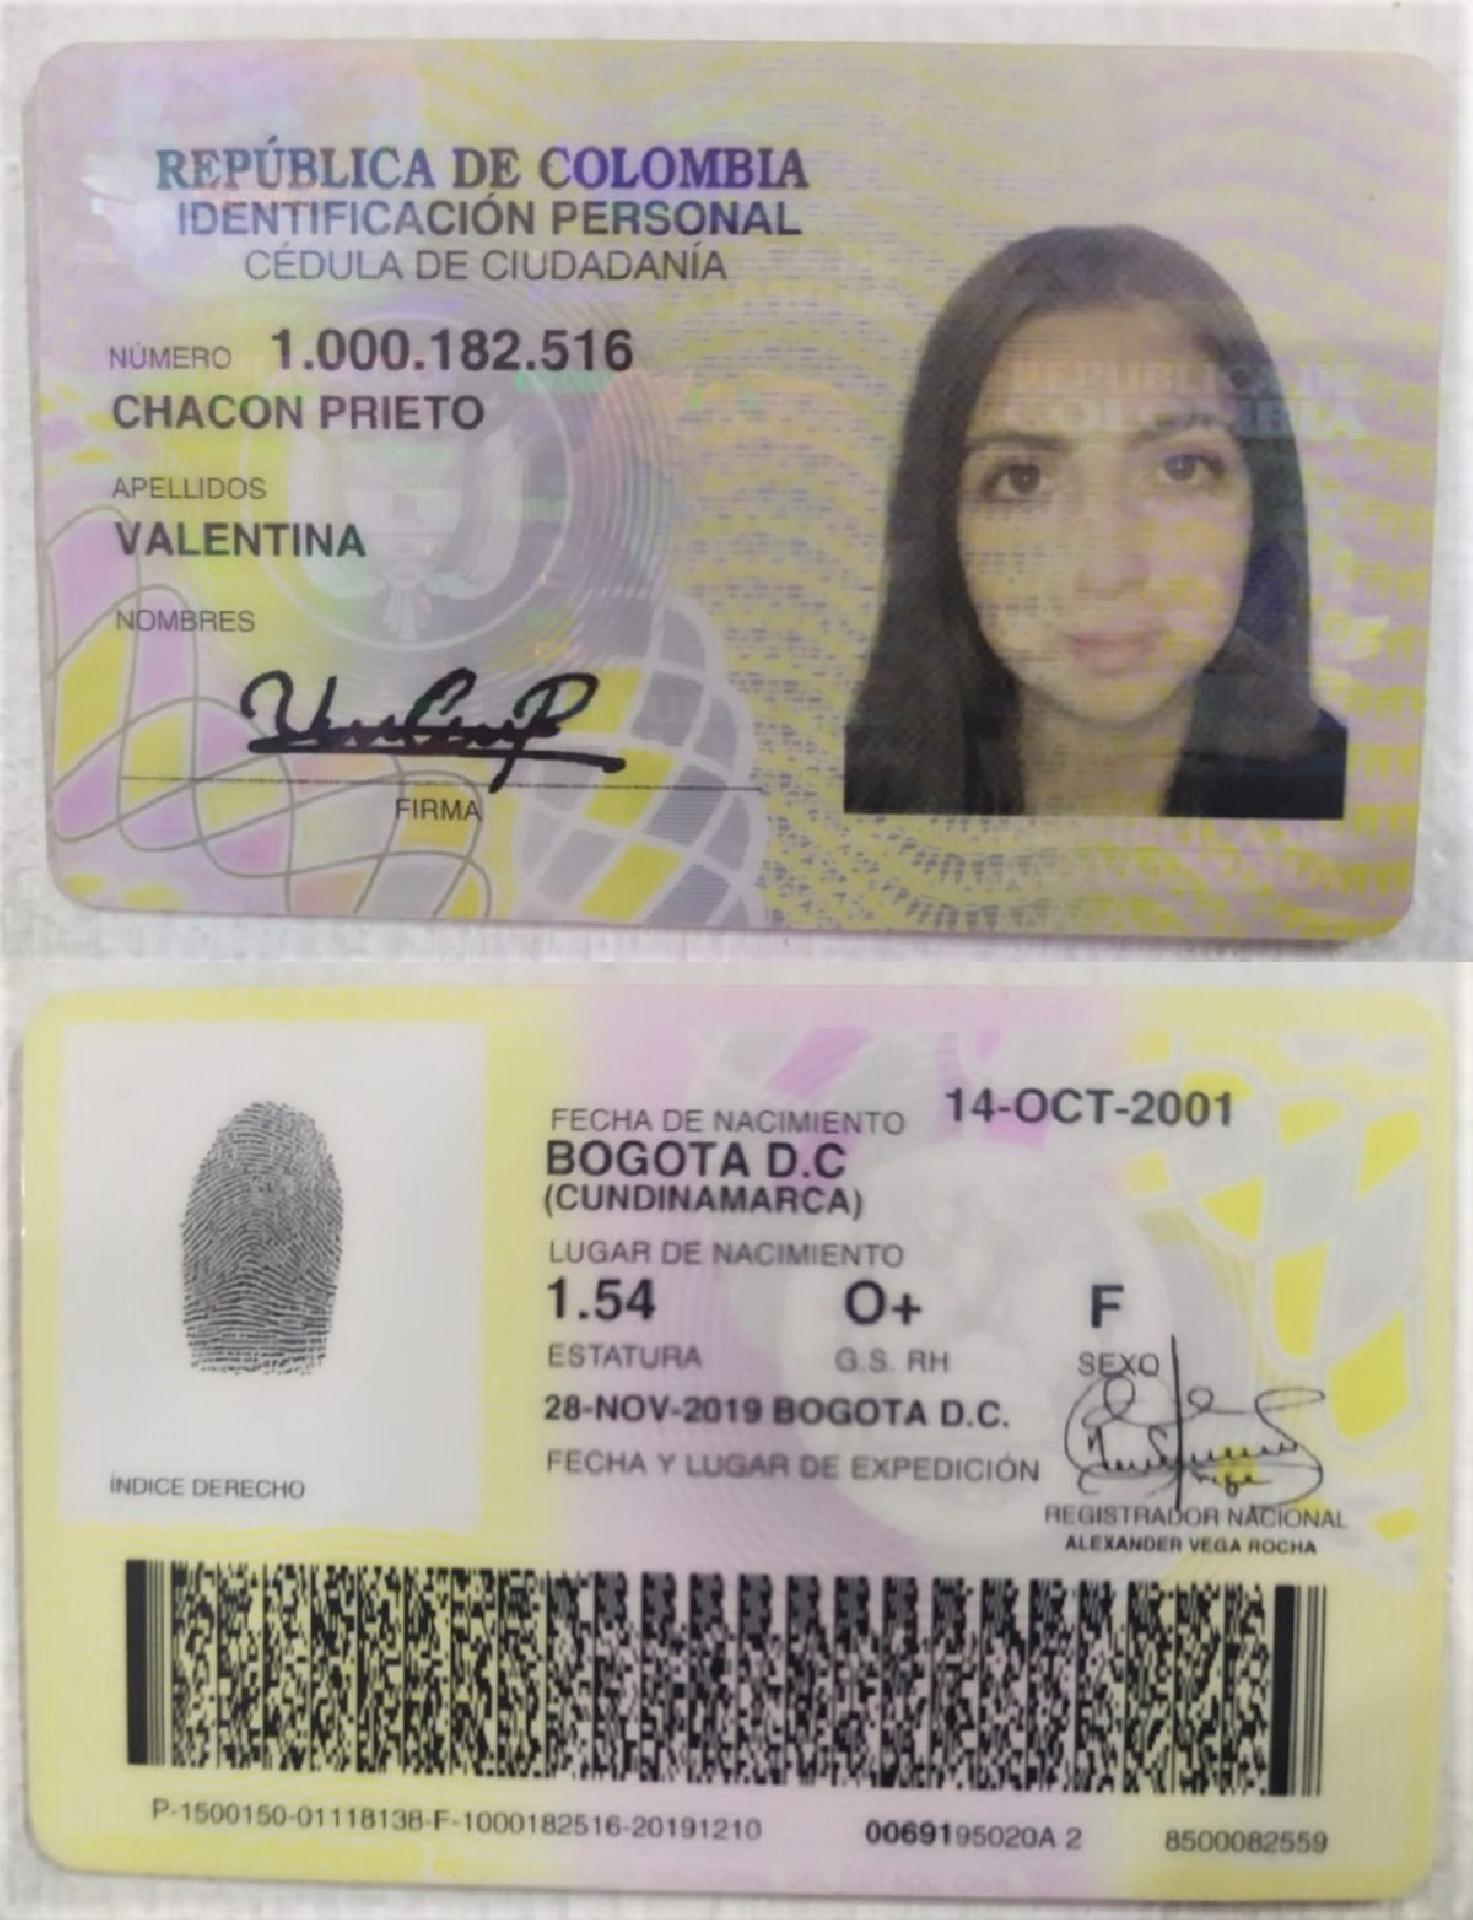 REPÚBLICA DE COLOMBIA
IDENTIFICACIÓN PERSONAL
CÉDULA DE CIUDADANÍA
NÚMERO 1.000.182.516
CHACON PRIETO
APELLIDOS
VALENTINA
NOMBRES
FIRMA
REPUBLICA DE
COLOMBIA
FECHA DE NACIMIENTO 14-OCT-2001
BOGOTA D.C
(CUNDINAMARCA)
LUGAR DE NACIMIENTO
1.54 O+ F
ESTATURA G.S. RH SEXO
28-NOV-2019 BOGOTA D.C.
FECHA Y LUGAR DE EXPEDICIÓN
ÍNDICE DERECHO
REGISTRADOR NACIONAL
ALEXANDER VEGA ROCHA
P-1500150-01118138-F-1000182516-20191210 0069195020A 2 8500082559